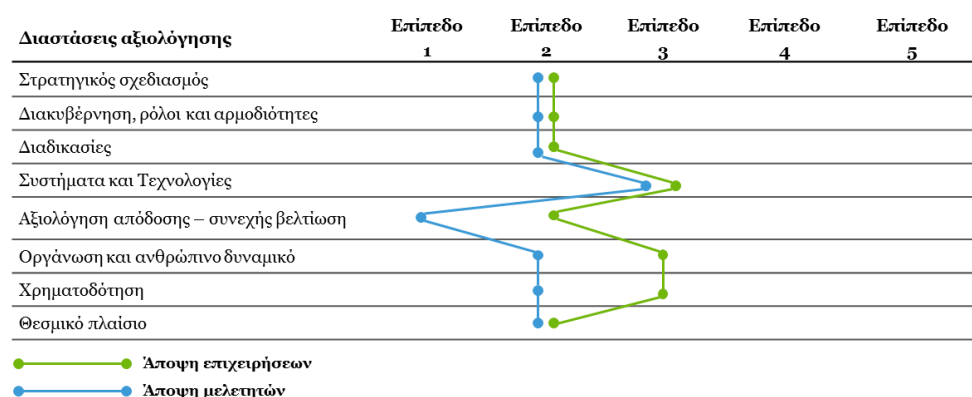 Διαστάσεις αξιολόγησης Επίπεδο 1 Επίπεδο 2 Επίπεδο 3 Επίπεδο 4 Επίπεδο 5
Στρατηγικός σχεδιασμός
Διακυβέρνηση, ρόλοι και αρμοδιότητες
Διαδικασίες
Συστήματα και Τεχνολογίες
Αξιολόγηση απόδοσης – συνεχής βελτίωση
Οργάνωση και ανθρώπινο δυναμικό
Χρηματοδότηση
Θεσμικό πλαίσιο
Άποψη επιχειρήσεων
Άποψη μελετητών